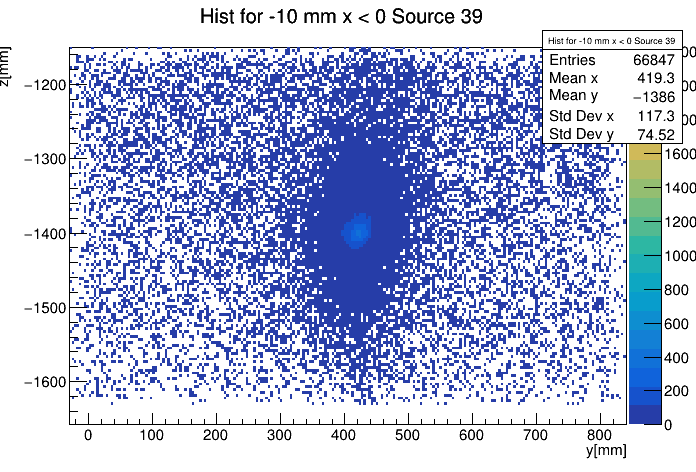 Hist for -10 mm x < 0 Source 39
z[mm]
Hist for -10 mm x < 0 Source 39
Entries 66847
Mean x 419.3
Mean y −1386
Std Dev x 117.3
Std Dev y 74.52
−1200
−1300
−1400
−1500
−1600
0 100 200 300 400 500 600 700 800
y[mm]
1600
1400
1200
1000
800
600
400
200
0